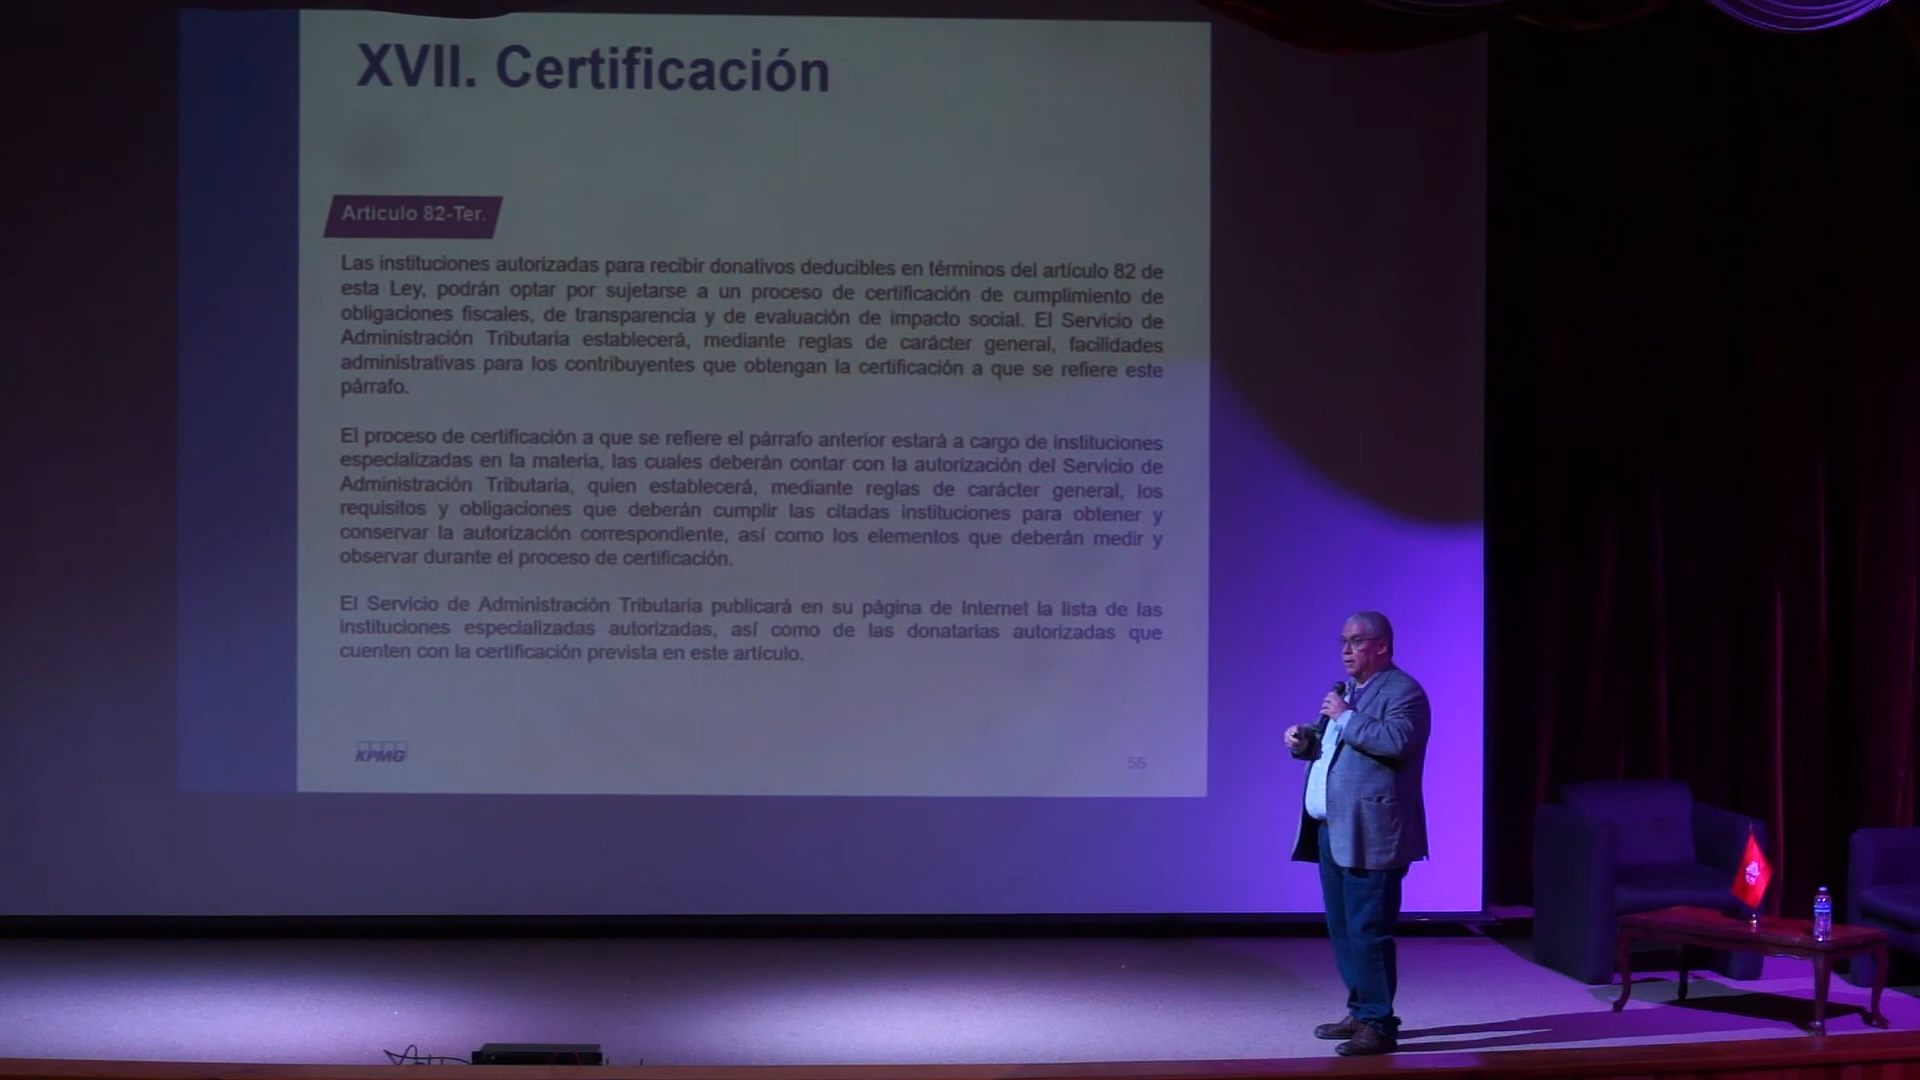 XVII. Certificación
Artículo 82-Ter.
Las instituciones autorizadas para recibir donativos deducibles en términos del artículo 82 de
esta Ley, podrán optar por sujetarse a un proceso de certificación de cumplimiento de
obligaciones fiscales, de transparencia y de evaluación de impacto social. El Servicio de
Administración Tributaria establecerá, mediante reglas de carácter general, facilidades
administrativas para los contribuyentes que obtengan la certificación a que se refiere este
párrafo.
El proceso de certificación a que se refiere el párrafo anterior estará a cargo de instituciones
especializadas en la materia, las cuales deberán contar con la autorización del Servicio de
Administración Tributaria, quien establecerá, mediante reglas de carácter general, los
requisitos y obligaciones que deberán cumplir las citadas instituciones para obtener y
conservar la autorización correspondiente, así como los elementos que deberán medir y
observar durante el proceso de certificación.
El Servicio de Administración Tributaria publicará en su página de Internet la lista de las
instituciones especializadas autorizadas, así como de las donatarias autorizadas que
cuenten con la certificación prevista en este artículo.
KPMG